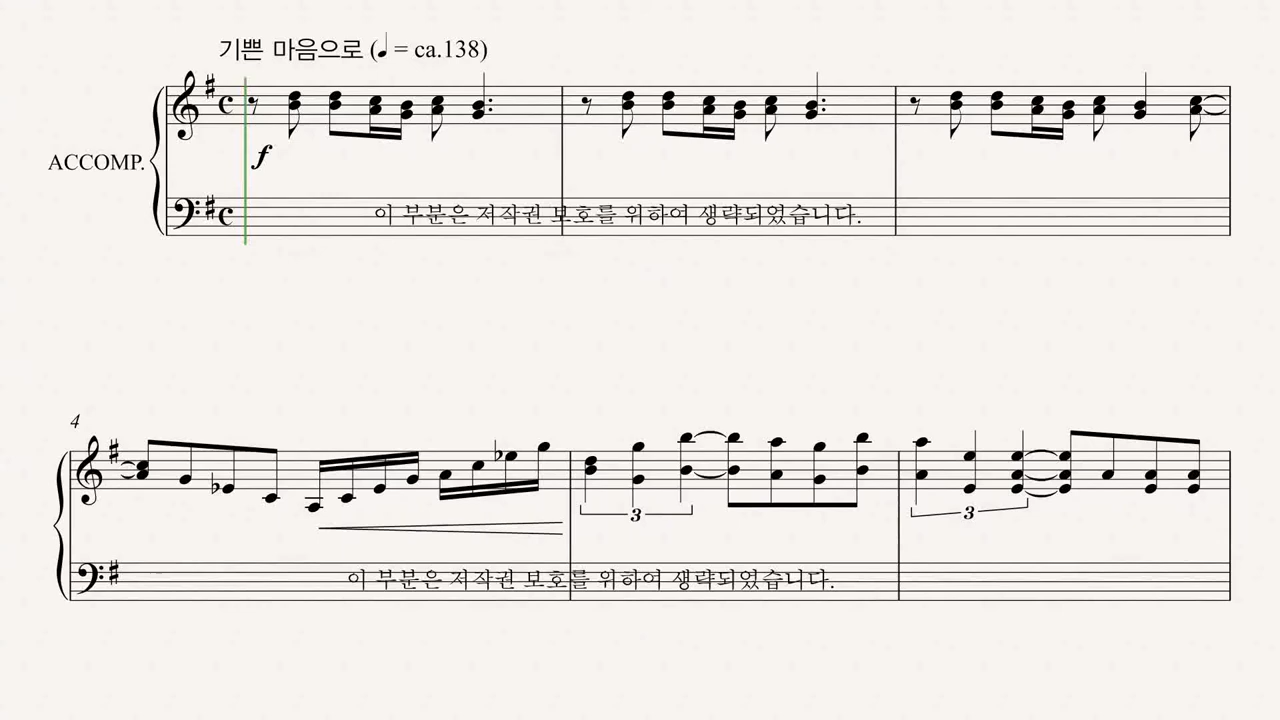 기쁜 마음으로 (♩ = ca.138)
ACCOMP.
f
이 부분은 저작권 보호를 위하여 생략되었습니다.
4
3
3
이 부분은 저작권 보호를 위하여 생략되었습니다.